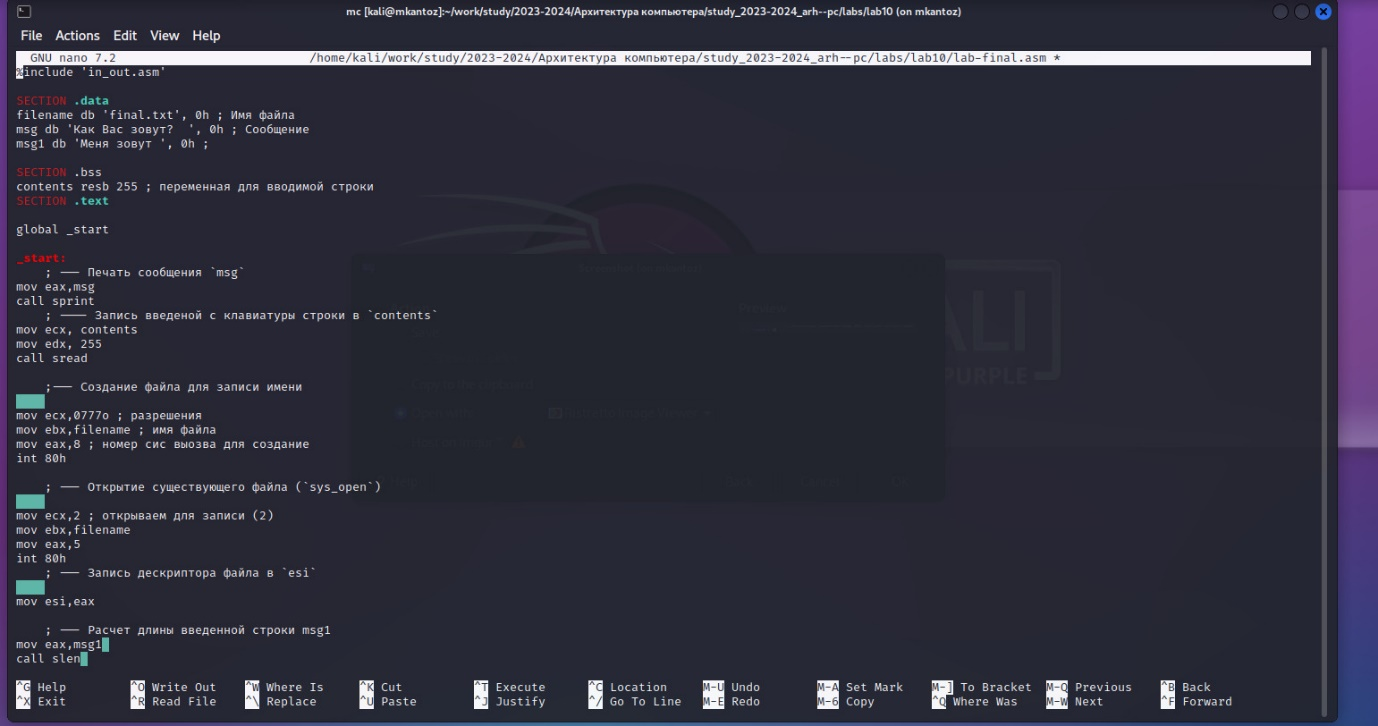 mc [kali@mkantoz]:~/work/study/2023-2024/Архитектура компьютера/study_2023-2024_arh--pc/labs/lab10 (on mkantoz)
File Actions Edit View Help
GNU nano 7.2 /home/kali/work/study/2023-2024/Архитектура компьютера/study_2023-2024_arh--pc/labs/lab10/lab-final.asm *
%include 'in_out.asm'
SECTION .data
filename db 'final.txt', 0h ; Имя файла
msg db 'Как Вас зовут?  ', 0h ; Сообщение
msg1 db 'Меня зовут ', 0h ;
SECTION .bss
contents resb 255 ; переменная для вводимой строки
SECTION .text
global _start
_start:
; --- Печать сообщения `msg`
mov eax,msg
call sprint
; ---- Запись введеной с клавиатуры строки в `contents`
mov ecx, contents
mov edx, 255
call sread
;--- Создание файла для записи имени
mov ecx,0777o ; разрешения
mov ebx,filename ; имя файла
mov eax,8 ; номер сис выозва для создание
int 80h
; --- Открытие существующего файла (`sys_open`)
mov ecx,2 ; открываем для записи (2)
mov ebx,filename
mov eax,5
int 80h
; --- Запись дескриптора файла в `esi`
mov esi,eax
; --- Расчет длины введенной строки msg1
mov eax,msg1
call slen
^G Help ^O Write Out ^W Where Is ^K Cut ^T Execute ^C Location M-U Undo M-A Set Mark M-] To Bracket M-Q Previous ^B Back
^X Exit ^R Read File ^\ Replace ^U Paste ^J Justify ^/ Go To Line M-E Redo M-6 Copy ^Q Where Was M-W Next ^F Forward
ALI
PURPLE